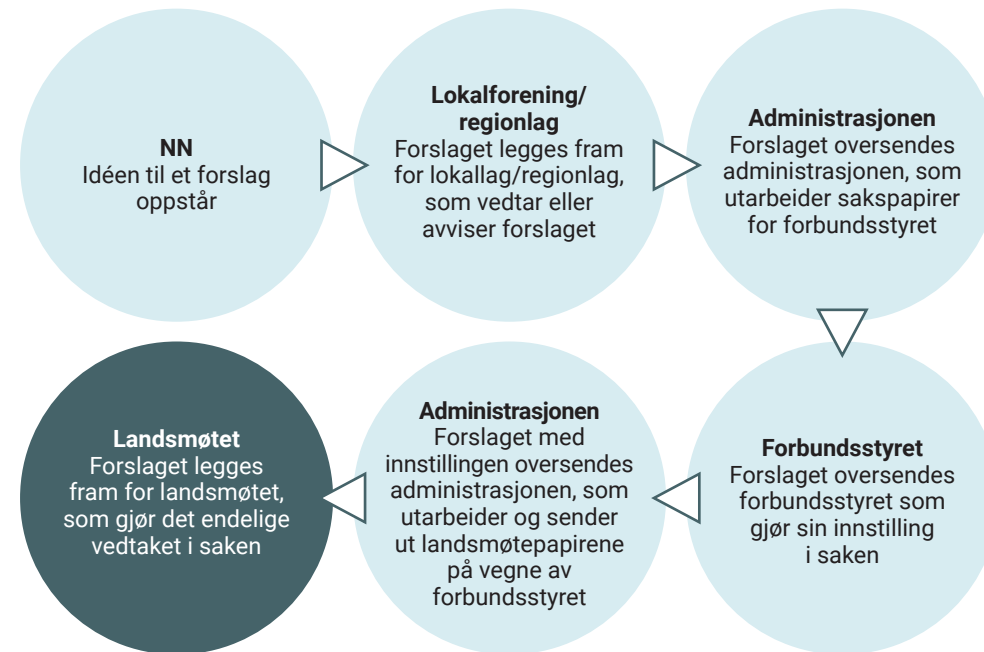 NN
Idéen til et forslag
oppstår
Lokalforening/
regionlag
Forslaget legges fram
for lokallag/regionlag,
som vedtar eller
avviser forslaget
Administrasjonen
Forslaget oversendes
administrasjonen, som
utarbeider sakspapirer
for forbundsstyret
Forbundsstyret
Forslaget oversendes
forbundsstyret som
gjør sin innstilling
i saken
Administrasjonen
Forslaget med
innstillingen oversendes
administrasjonen, som
utarbeider og sender
ut landsmøtepapirene
på vegne av
forbundsstyret
Landsmøtet
Forslaget legges
fram for landsmøtet,
som gjør det endelige
vedtaket i saken